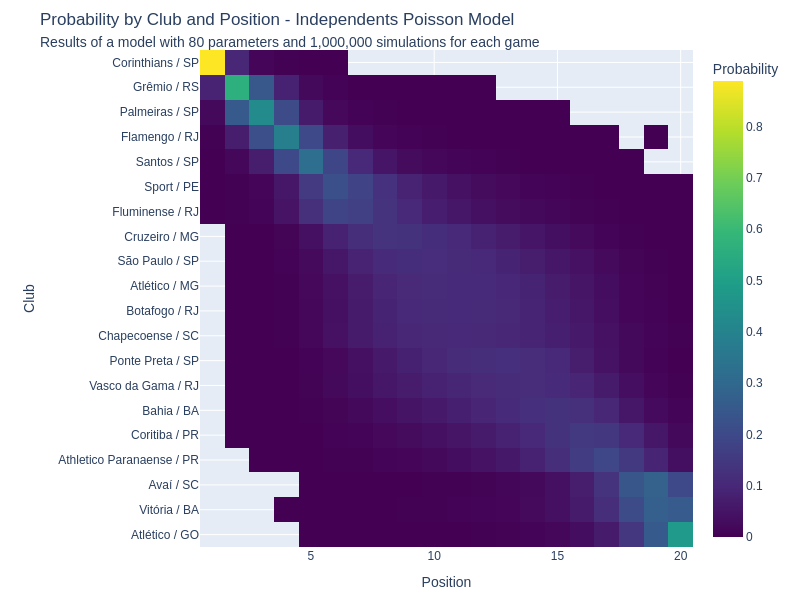 Probability by Club and Position - Independents Poisson Model
Results of a model with 80 parameters and 1,000,000 simulations for each game
Corinthians / SP
Grêmio / RS
Palmeiras / SP
Flamengo / RJ
Santos / SP
Sport / PE
Fluminense / RJ
Cruzeiro / MG
São Paulo / SP
Atlético / MG
Botafogo / RJ
Chapecoense / SC
Ponte Preta / SP
Vasco da Gama / RJ
Bahia / BA
Coritiba / PR
Athletico Paranaense / PR
Avaí / SC
Vitória / BA
Atlético / GO
Club
5 10 15 20
Position
Probability
0.8
0.7
0.6
0.5
0.4
0.3
0.2
0.1
0